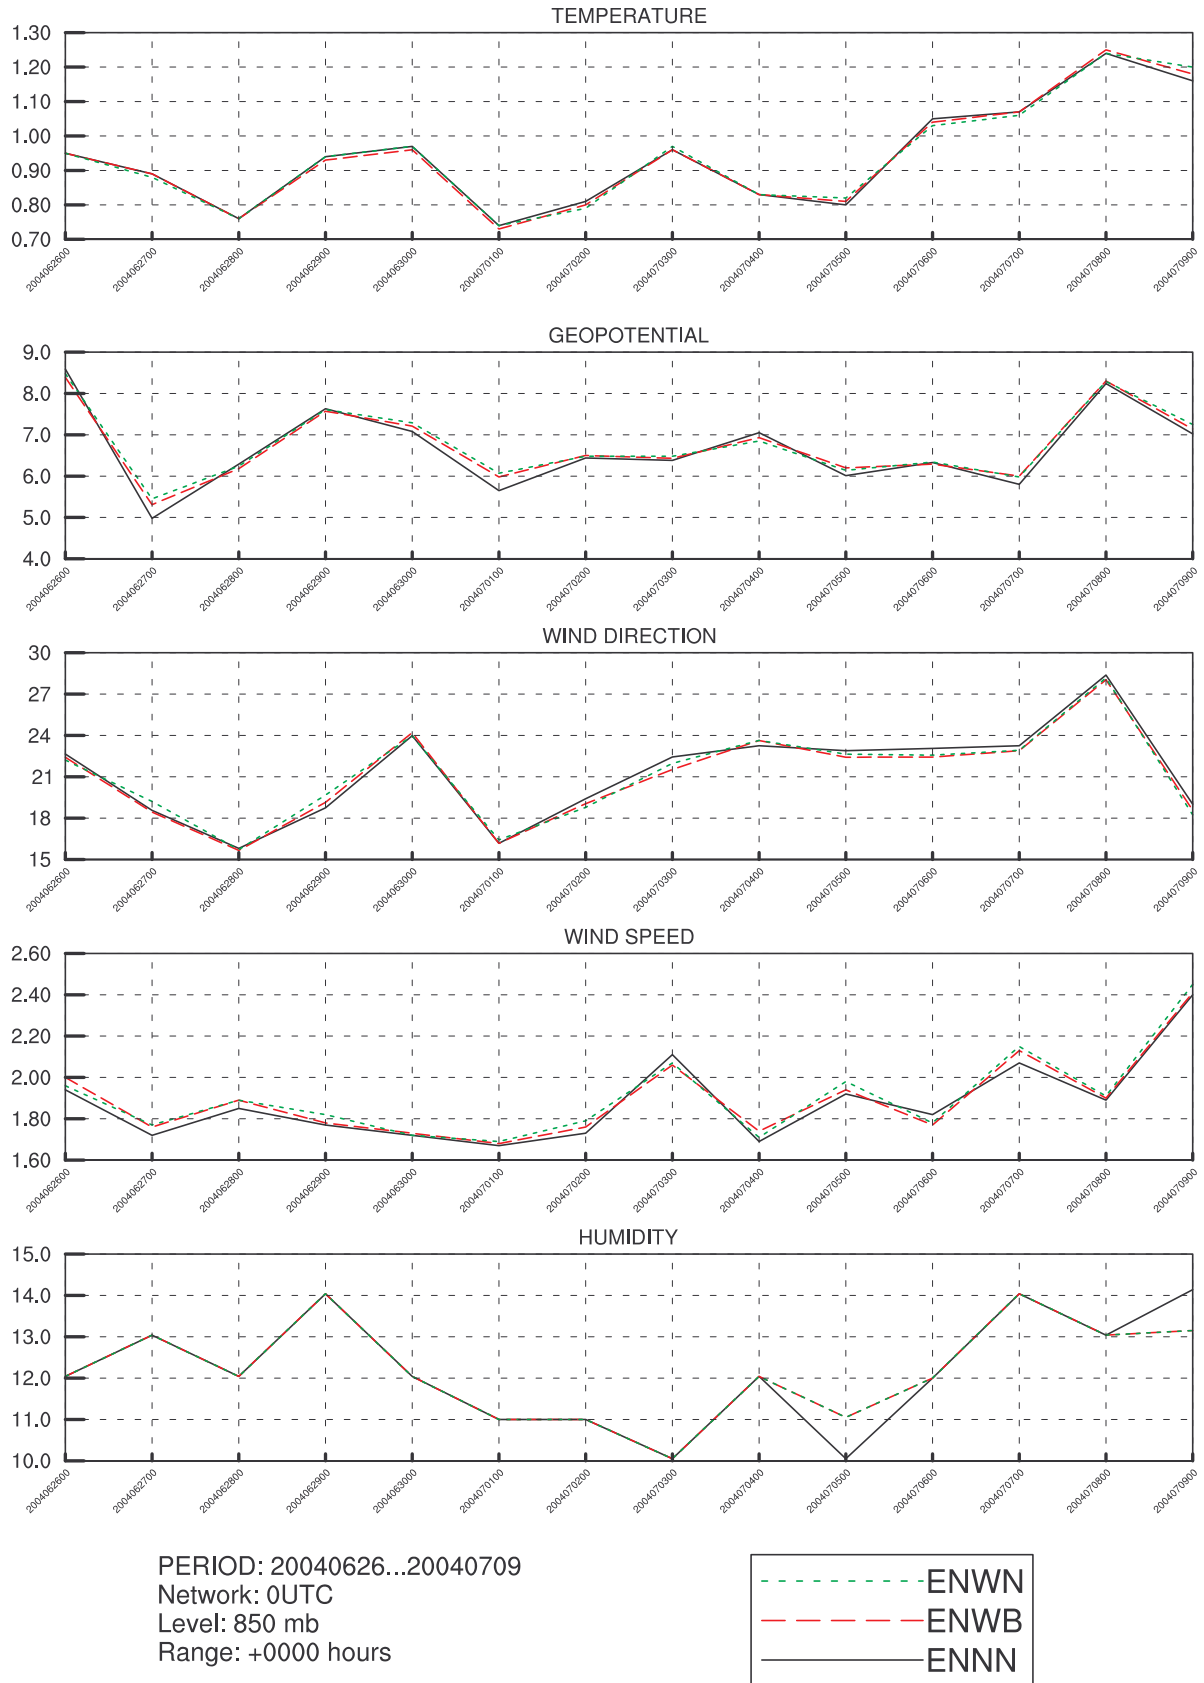 TEMPERATURE
1.30
1.20
1.10
1.00
0.90
0.80
0.70
2004062600 2004062700 2004062800 2004062900 2004063000 2004070100 2004070200 2004070300 2004070400 2004070500 2004070600 2004070700 2004070800 2004070900
GEOPOTENTIAL
9.0
8.0
7.0
6.0
5.0
4.0
2004062600 2004062700 2004062800 2004062900 2004063000 2004070100 2004070200 2004070300 2004070400 2004070500 2004070600 2004070700 2004070800 2004070900
WIND DIRECTION
30
27
24
21
18
15
2004062600 2004062700 2004062800 2004062900 2004063000 2004070100 2004070200 2004070300 2004070400 2004070500 2004070600 2004070700 2004070800 2004070900
WIND SPEED
2.60
2.40
2.20
2.00
1.80
1.60
2004062600 2004062700 2004062800 2004062900 2004063000 2004070100 2004070200 2004070300 2004070400 2004070500 2004070600 2004070700 2004070800 2004070900
HUMIDITY
15.0
14.0
13.0
12.0
11.0
10.0
2004062600 2004062700 2004062800 2004062900 2004063000 2004070100 2004070200 2004070300 2004070400 2004070500 2004070600 2004070700 2004070800 2004070900
PERIOD: 20040626...20040709
Network: 0UTC
Level: 850 mb
Range: +0000 hours
ENWN
ENWB
ENNN